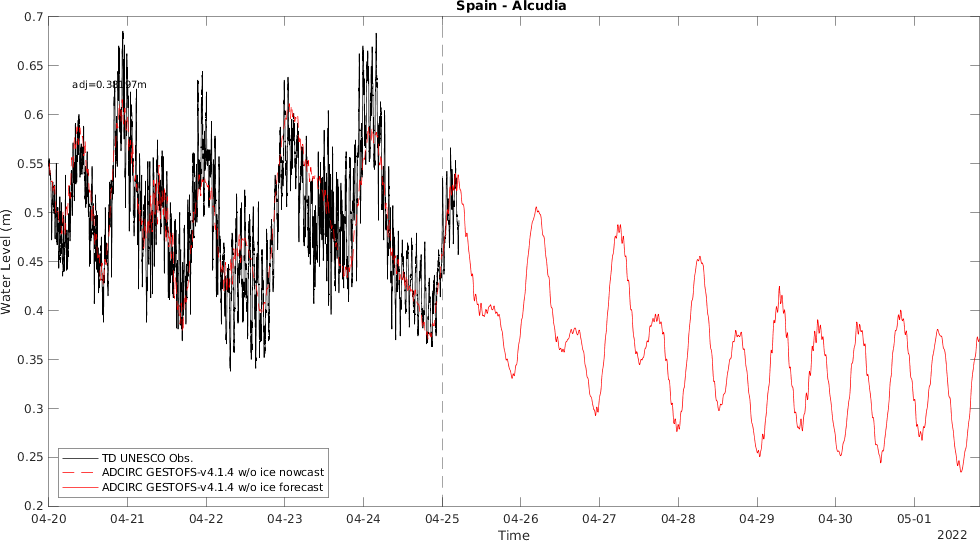 Spain - Alcudia
0.7
0.65
0.6
0.55
0.5
0.45
0.4
0.35
0.3
0.25
0.2
Water Level (m)
TD UNESCO Obs.
ADCIRC GESTOFS-v4.1.4 w/o ice nowcast
ADCIRC GESTOFS-v4.1.4 w/o ice forecast
04-20 04-21 04-22 04-23 04-24 04-25 04-26 04-27 04-28 04-29 04-30 05-01
Time
2022